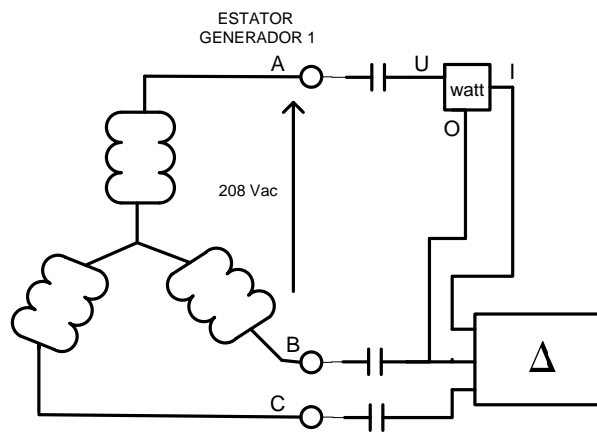 ESTATOR
GENERADOR 1
A
U
I
watt
O
208 Vac
B
Δ
C